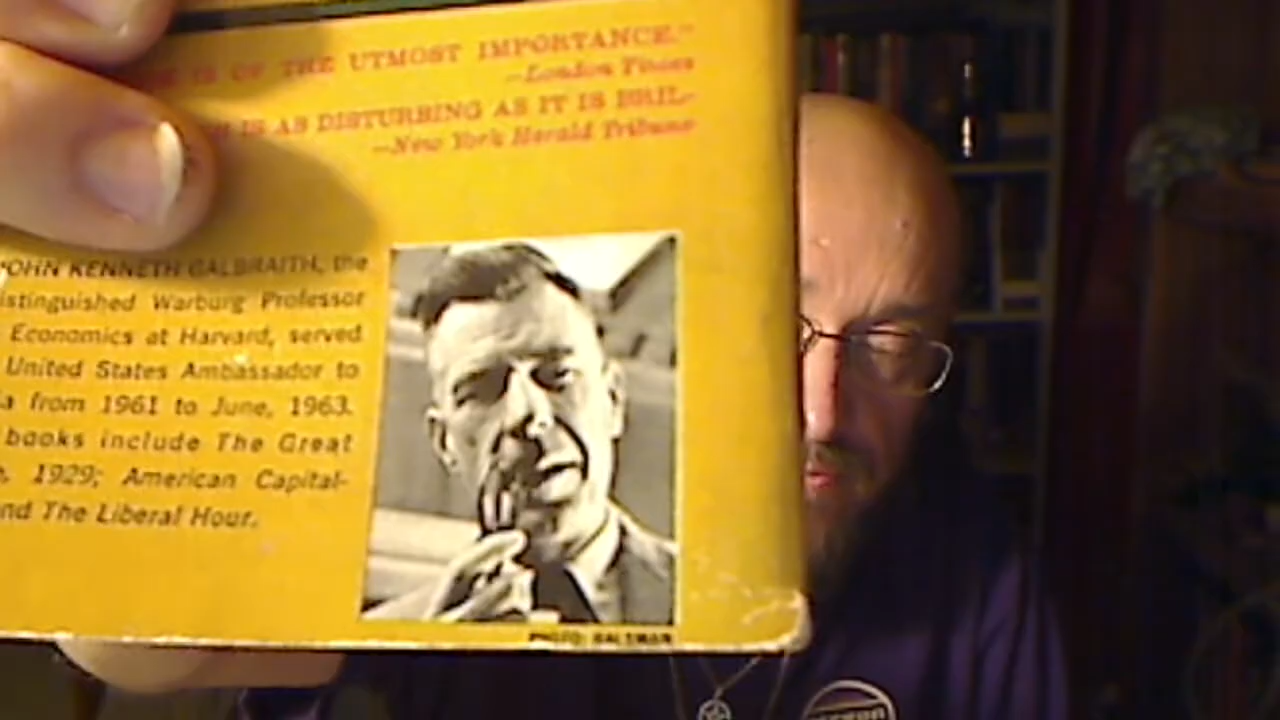 IS OF THE UTMOST IMPORTANCE."
—London Times
IS AS DISTURBING AS IT IS BRIL-
—New York Herald Tribune
JOHN KENNETH GALBRAITH, the
istinguished Warburg Professor
Economics at Harvard, served
United States Ambassador to
a from 1961 to June, 1963.
books include The Great
, 1929; American Capital-
nd The Liberal Hour.
PHOTO: